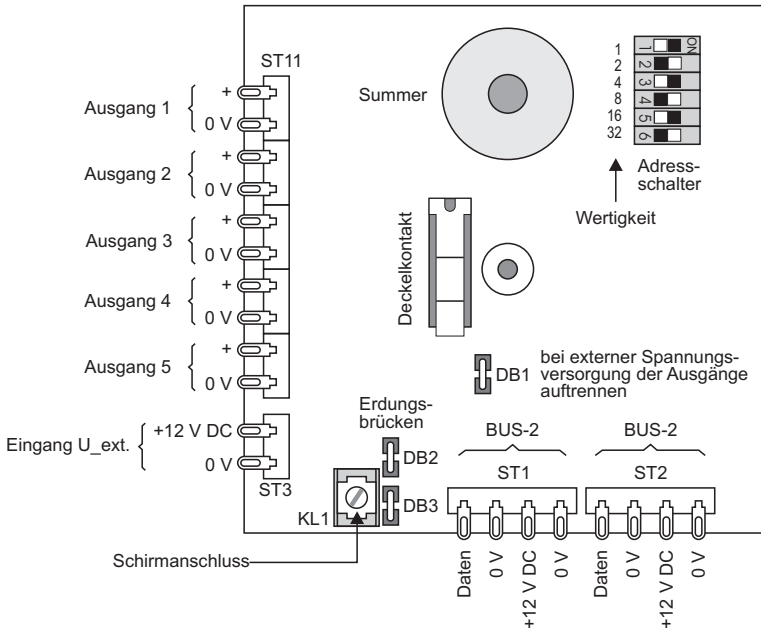 ST11
Ausgang 1
+
0 V
Ausgang 2
+
0 V
Ausgang 3
+
0 V
Ausgang 4
+
0 V
Ausgang 5
+
0 V
Eingang U_ext.
+12 V DC
0 V
ST3
Summer
1
2
4
8
16
32
ON
1
2
3
4
5
6
Adress-
schalter
Wertigkeit
Deckelkontakt
DB1
bei externer Spannungs-
versorgung der Ausgänge
auftrennen
Erdungs-
brücken
DB2
DB3
KL1
Schirmanschluss
BUS-2
ST1
Daten
0 V
+12 V DC
0 V
BUS-2
ST2
Daten
0 V
+12 V DC
0 V